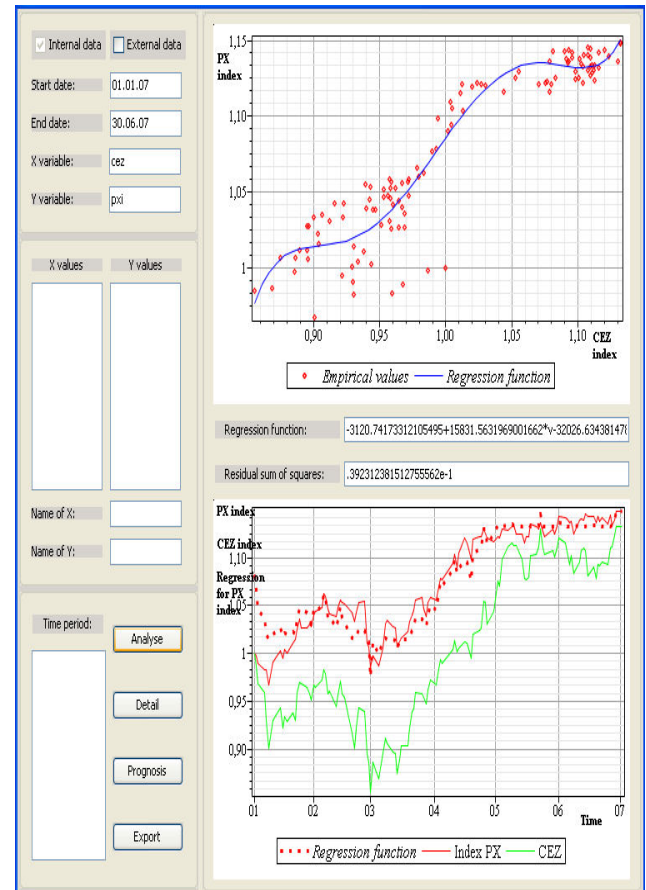 Internal data
External data
Start date:
01.01.07
End date:
30.06.07
X variable:
cez
Y variable:
pxi
X values
Y values
Name of X:
Name of Y:
Time period:
Analyse
Detail
Prognosis
Export
PX
index
1,15
1,10
1,05
1
0,90
0,95
1,00
1,05
1,10
CEZ
index
Empirical values
Regression function
Regression function:
-3120.74173312105495+15831.5631969001662*v-32026.634381478
Residual sum of squares:
.392312381512755562e-1
PX index
CEZ index
1,10
Regression
for PX
1,05
index
1
0,95
0,90
01
02
03
04
05
06
07
Time
Regression function
Index PX
CEZ